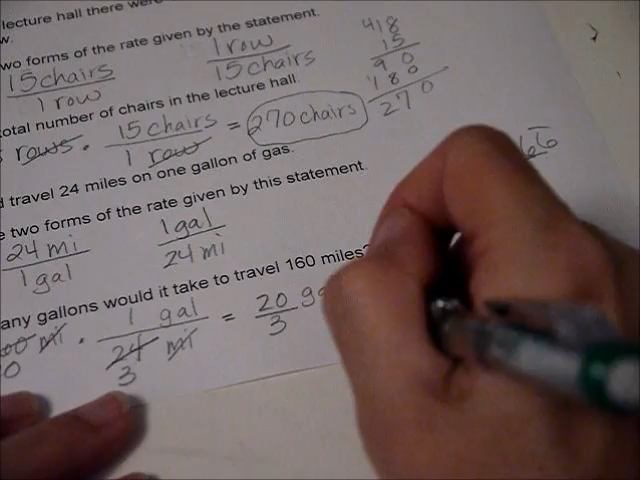 lecture hall there were
w.
wo forms of the rate given by the statement.
15 chairs
1 row
1 row
15 chairs
418
15
90
180
270
total number of chairs in the lecture hall.
rows · 15 chairs / 1 row = 270 chairs
d travel 24 miles on one gallon of gas.
e two forms of the rate given by this statement.
24 mi
1 gal
1 gal
24 mi
any gallons would it take to travel 160 miles?
mi · 1 gal / 24 mi = 20 / 3 ga
0
3